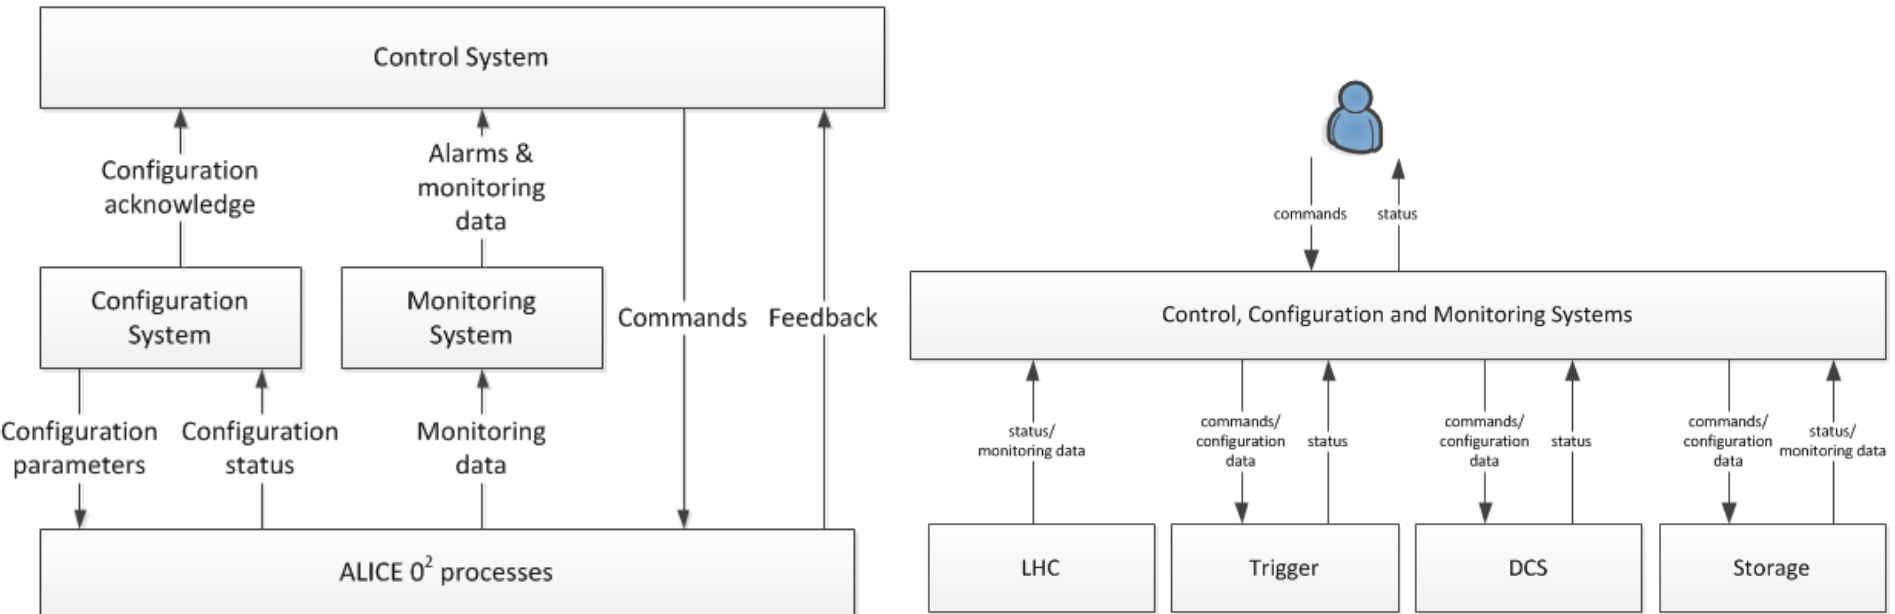 Control System
Configuration
acknowledge
Alarms &
monitoring
data
Configuration
System
Monitoring
System
Commands
Feedback
Configuration
parameters
Configuration
status
Monitoring
data
ALICE 0² processes
commands
status
Control, Configuration and Monitoring Systems
status/
monitoring data
commands/
configuration
data
status
commands/
configuration
data
status
commands/
configuration
data
status/
monitoring data
LHC
Trigger
DCS
Storage